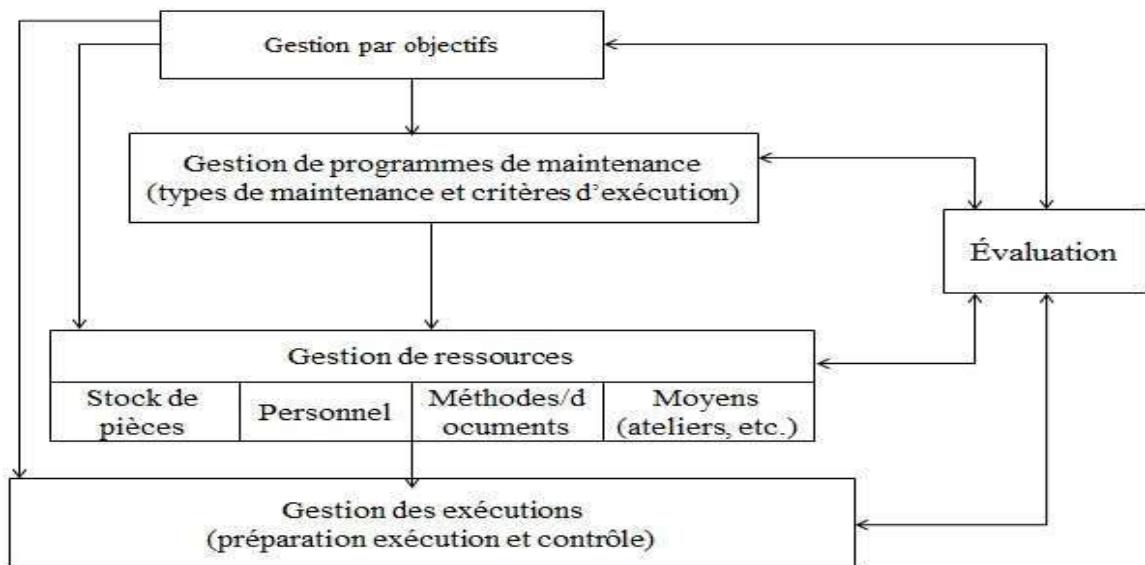 Gestion par objectifs
Gestion de programmes de maintenance
(types de maintenance et critères d'exécution)
Évaluation
Gestion de ressources
Stock de
pièces
Personnel
Méthodes/d
ocuments
Moyens
(ateliers, etc.)
Gestion des exécutions
(préparation exécution et contrôle)